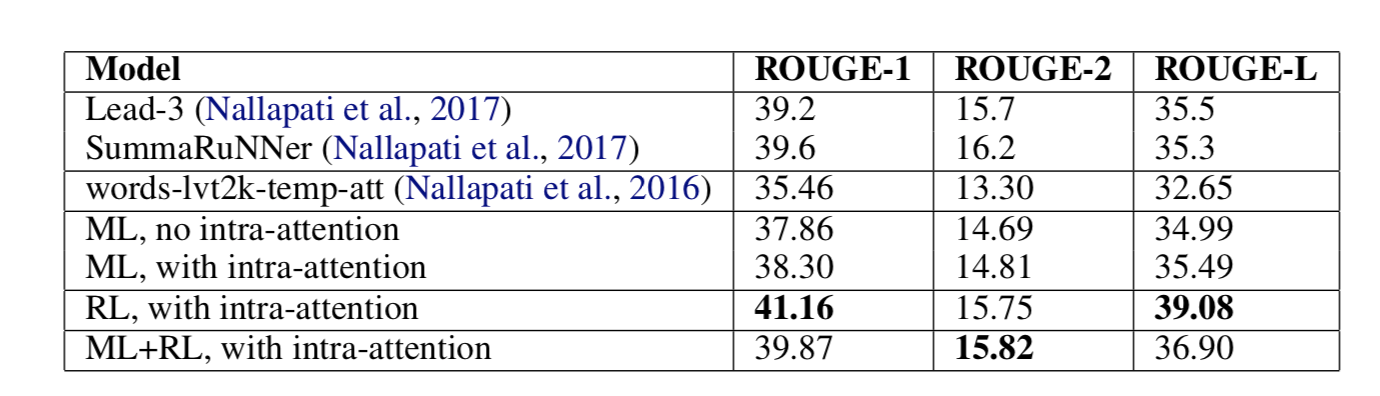 Model ROUGE-1 ROUGE-2 ROUGE-L
Lead-3 (Nallapati et al., 2017) 39.2 15.7 35.5
SummaRuNNer (Nallapati et al., 2017) 39.6 16.2 35.3
words-lvt2k-temp-att (Nallapati et al., 2016) 35.46 13.30 32.65
ML, no intra-attention 37.86 14.69 34.99
ML, with intra-attention 38.30 14.81 35.49
RL, with intra-attention 41.16 15.75 39.08
ML+RL, with intra-attention 39.87 15.82 36.90